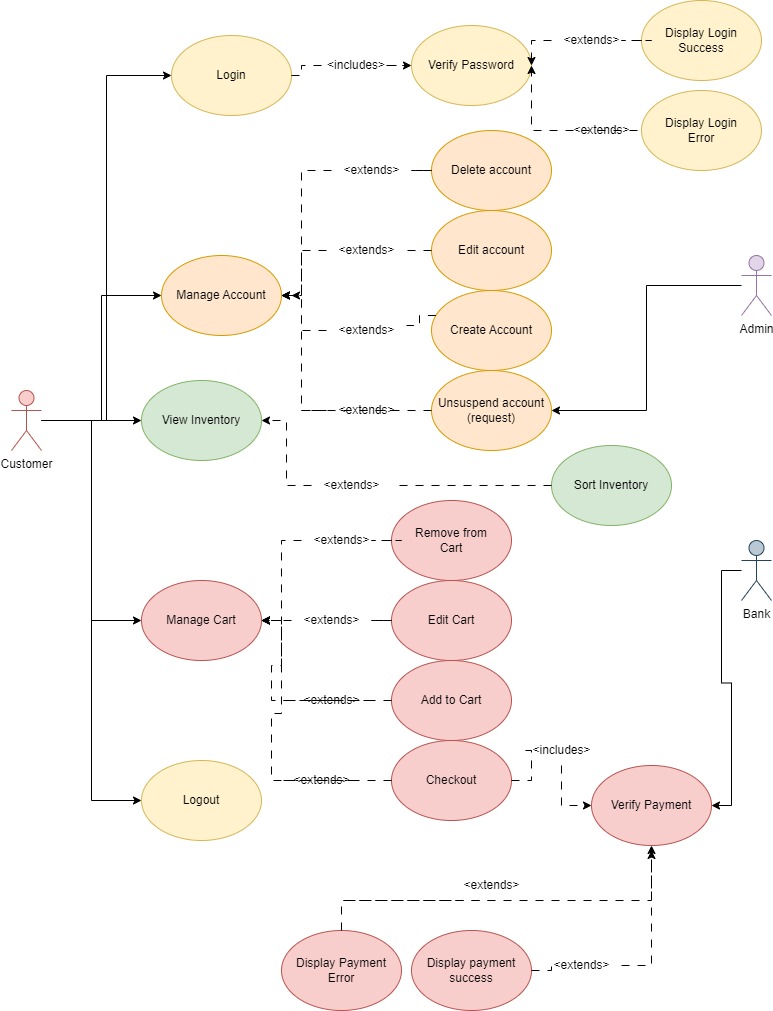 Display Login
Success
<extends>
Login
<includes>
Verify Password
Display Login
Error
<extends>
Delete account
<extends>
Edit account
<extends>
Manage Account
Create Account
<extends>
Admin
Unsuspend account
(request)
<extends>
View Inventory
Customer
<extends>
Sort Inventory
Remove from
Cart
<extends>
Manage Cart
<extends>
Edit Cart
Bank
<extends>
Add to Cart
<includes>
<extends>
Checkout
Logout
Verify Payment
<extends>
Display Payment
Error
Display payment
success
<extends>